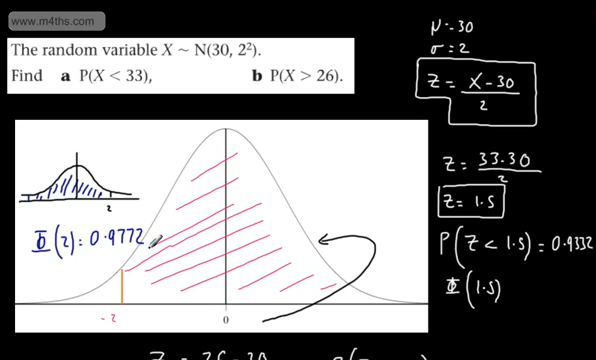 www.m4ths.com
The random variable X ~ N(30, 2²).
Find a P(X < 33), b P(X > 26).
μ=30
σ=2
Z = X-30 / 2
Z = 33-30 / 2
Z = 1.5
P(Z < 1.5) = 0.9332
Φ(1.5)
2
Φ(2) = 0.9772
-2
0